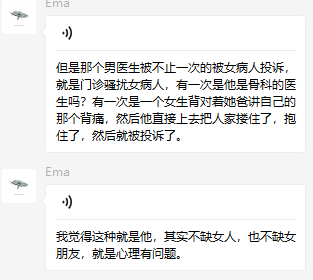 Ema
但是那个男医生被不止一次的被女病人投诉，
就是门诊骚扰女病人，有一次是他是骨科的医
生吗？有一次是一个女生背对着她爸讲自己的
那个背痛，然后他直接上去把人家搂住了，抱
住了，然后就被投诉了。
Ema
我觉得这种就是他，其实不缺女人，也不缺女
朋友，就是心理有问题。